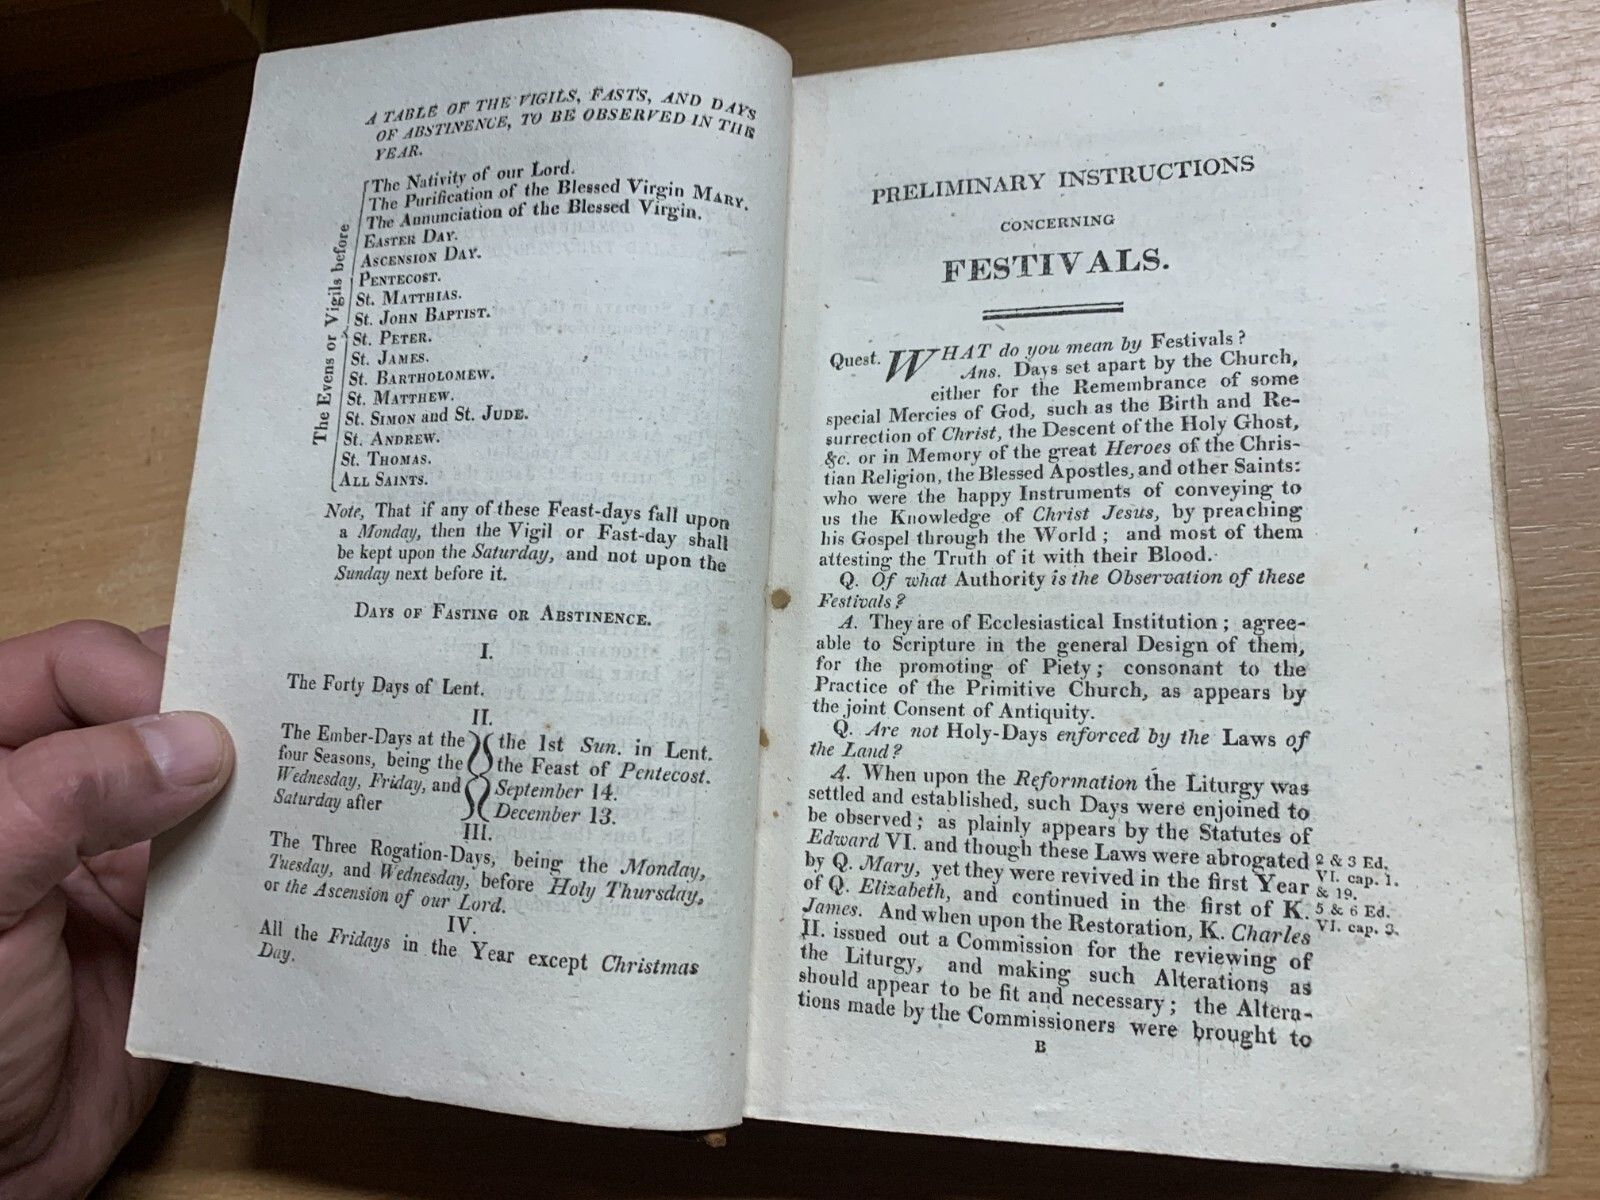 A TABLE OF THE VIGILS, FASTS, AND DAYS
OF ABSTINENCE, TO BE OBSERVED IN THE
YEAR.
The Evens or Vigils before
The Nativity of our Lord.
The Purification of the Blessed Virgin MARY.
The Annunciation of the Blessed Virgin.
EASTER DAY.
ASCENSION DAY.
PENTECOST.
St. MATTHIAS.
St. JOHN BAPTIST.
St. PETER.
St. JAMES.
St. BARTHOLOMEW.
St. MATTHEW.
St. SIMON and St. JUDE.
St. ANDREW.
St. THOMAS.
ALL SAINTS.
Note, That if any of these Feast-days fall upon
a Monday, then the Vigil or Fast-day shall
be kept upon the Saturday, and not upon the
Sunday next before it.
DAYS OF FASTING OR ABSTINENCE.
I.
The Forty Days of Lent.
II.
The Ember-Days at the
four Seasons, being the
Wednesday, Friday, and
Saturday after
the 1st Sun. in Lent.
the Feast of Pentecost.
September 14.
December 13.
III.
The Three Rogation-Days, being the Monday,
Tuesday, and Wednesday, before Holy Thursday,
or the Ascension of our Lord.
IV.
All the Fridays in the Year except Christmas
Day.
PRELIMINARY INSTRUCTIONS
CONCERNING
FESTIVALS.
Quest. WHAT do you mean by Festivals?
Ans. Days set apart by the Church,
either for the Remembrance of some
special Mercies of God, such as the Birth and Re-
surrection of Christ, the Descent of the Holy Ghost,
&c. or in Memory of the great Heroes of the Chris-
tian Religion, the Blessed Apostles, and other Saints:
who were the happy Instruments of conveying to
us the Knowledge of Christ Jesus, by preaching
his Gospel through the World; and most of them
attesting the Truth of it with their Blood.
Q. Of what Authority is the Observation of these
Festivals?
A. They are of Ecclesiastical Institution; agree-
able to Scripture in the general Design of them,
for the promoting of Piety; consonant to the
Practice of the Primitive Church, as appears by
the joint Consent of Antiquity.
Q. Are not Holy-Days enforced by the Laws of
the Land?
A. When upon the Reformation the Liturgy was
settled and established, such Days were enjoined to
be observed; as plainly appears by the Statutes of
Edward VI. and though these Laws were abrogated
by Q. Mary, yet they were revived in the first Year
of Q. Elizabeth, and continued in the first of K.
James. And when upon the Restoration, K. Charles
II. issued out a Commission for the reviewing of
the Liturgy, and making such Alterations as
should appear to be fit and necessary; the Altera-
tions made by the Commissioners were brought to
2 & 3 Ed.
VI. cap. 1.
& 19.
5 & 6 Ed.
VI. cap. 3.
B